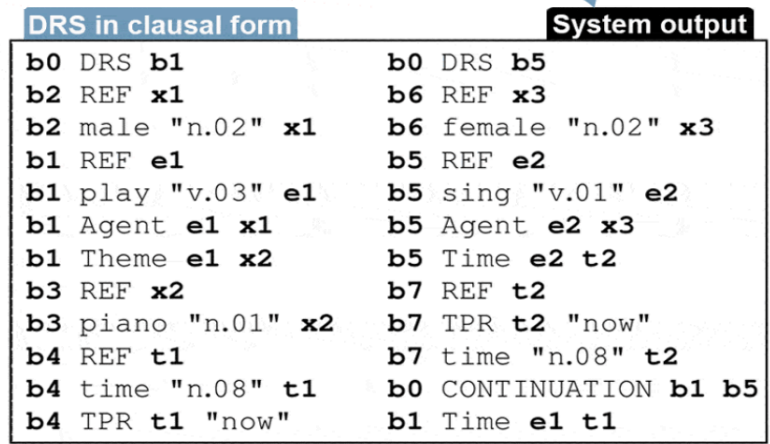 DRS in clausal form
System output
b0 DRS b1
b2 REF x1
b2 male "n.02" x1
b1 REF e1
b1 play "v.03" e1
b1 Agent e1 x1
b1 Theme e1 x2
b3 REF x2
b3 piano "n.01" x2
b4 REF t1
b4 time "n.08" t1
b4 TPR t1 "now"
b0 DRS b5
b6 REF x3
b6 female "n.02" x3
b5 REF e2
b5 sing "v.01" e2
b5 Agent e2 x3
b5 Time e2 t2
b7 REF t2
b7 TPR t2 "now"
b7 time "n.08" t2
b0 CONTINUATION b1 b5
b1 Time e1 t1